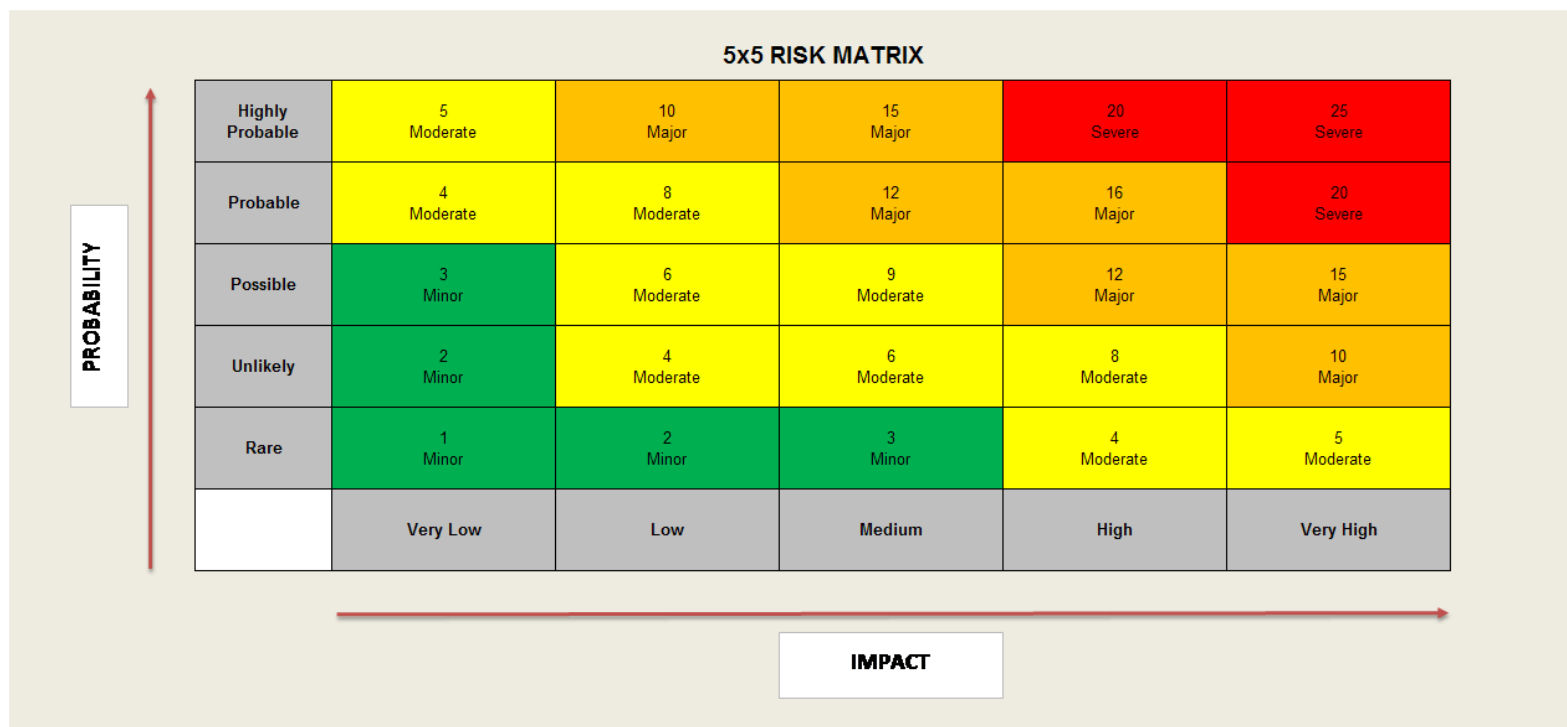 5x5 RISK MATRIX
Highly
Probable
5
Moderate
10
Major
15
Major
20
Severe
25
Severe
Probable
4
Moderate
8
Moderate
12
Major
16
Major
20
Severe
Possible
3
Minor
6
Moderate
9
Moderate
12
Major
15
Major
Unlikely
2
Minor
4
Moderate
6
Moderate
8
Moderate
10
Major
Rare
1
Minor
2
Minor
3
Minor
4
Moderate
5
Moderate
Very Low
Low
Medium
High
Very High
PROBABILITY
IMPACT